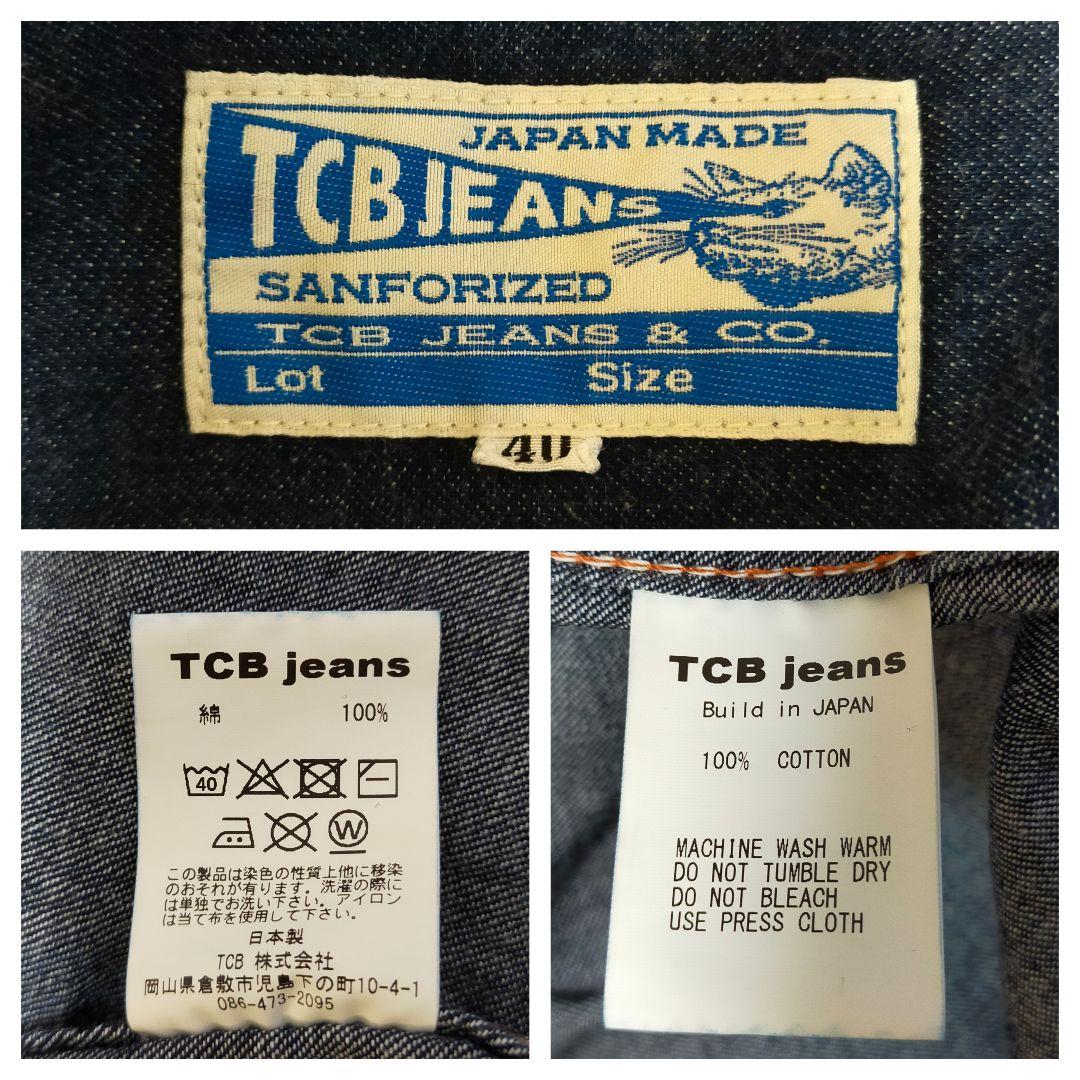 JAPAN MADE
TCB JEANS
SANFORIZED
TCB JEANS & CO.
Lot Size
40
TCB jeans
綿 100%
40
W
この製品は染色の性質上他に移染
のおそれが有ります。洗濯の際に
は単独でお洗い下さい。アイロン
は当て布を使用して下さい。
日本製
TCB 株式会社
岡山県倉敷市児島下の町10-4-1
086-473-2095
TCB jeans
Build in JAPAN
100% COTTON
MACHINE WASH WARM
DO NOT TUMBLE DRY
DO NOT BLEACH
USE PRESS CLOTH